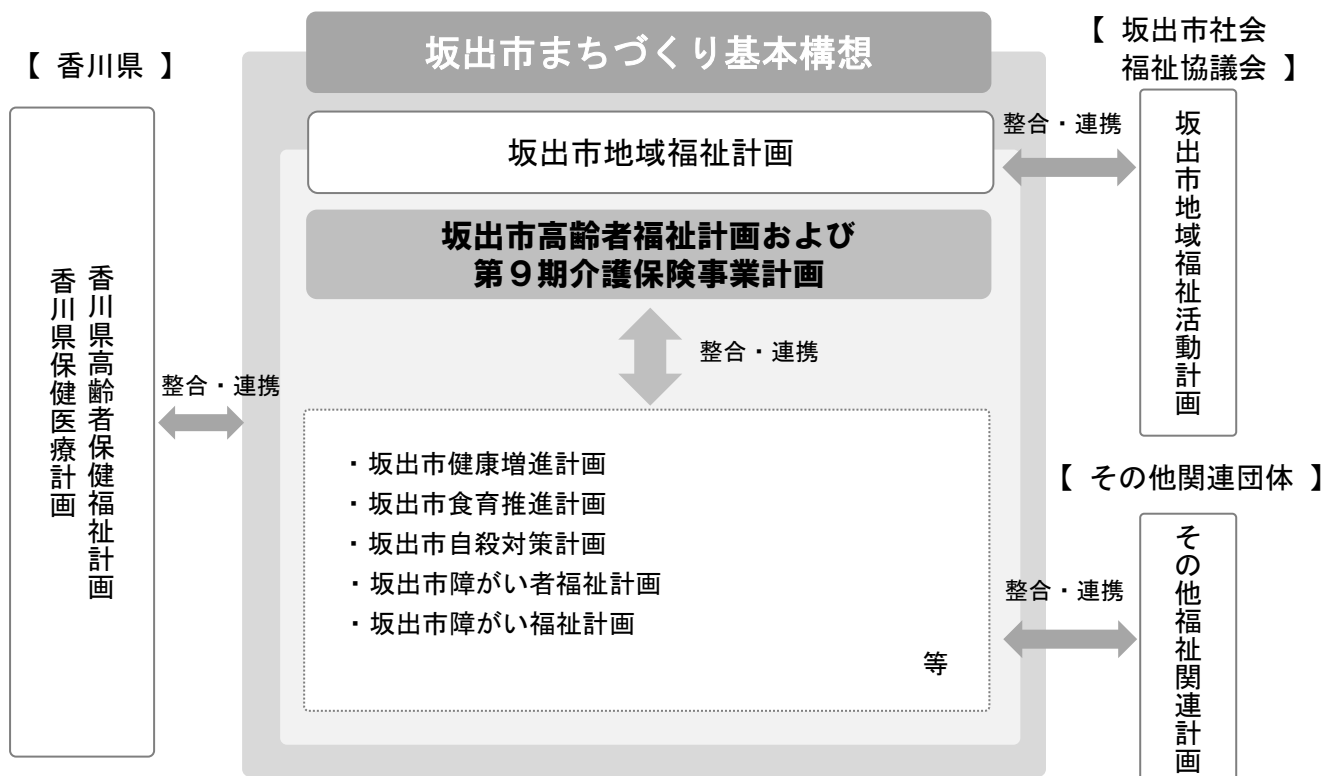 坂出市まちづくり基本構想
【 香川県 】
香川県高齢者保健福祉計画
香川県保健医療計画
整合・連携
坂出市地域福祉計画
坂出市高齢者福祉計画および
第９期介護保険事業計画
整合・連携
・坂出市健康増進計画
・坂出市食育推進計画
・坂出市自殺対策計画
・坂出市障がい者福祉計画
・坂出市障がい福祉計画
等
【 坂出市社会
福祉協議会 】
整合・連携
坂出市地域福祉活動計画
【 その他関連団体 】
整合・連携
その他福祉関連計画